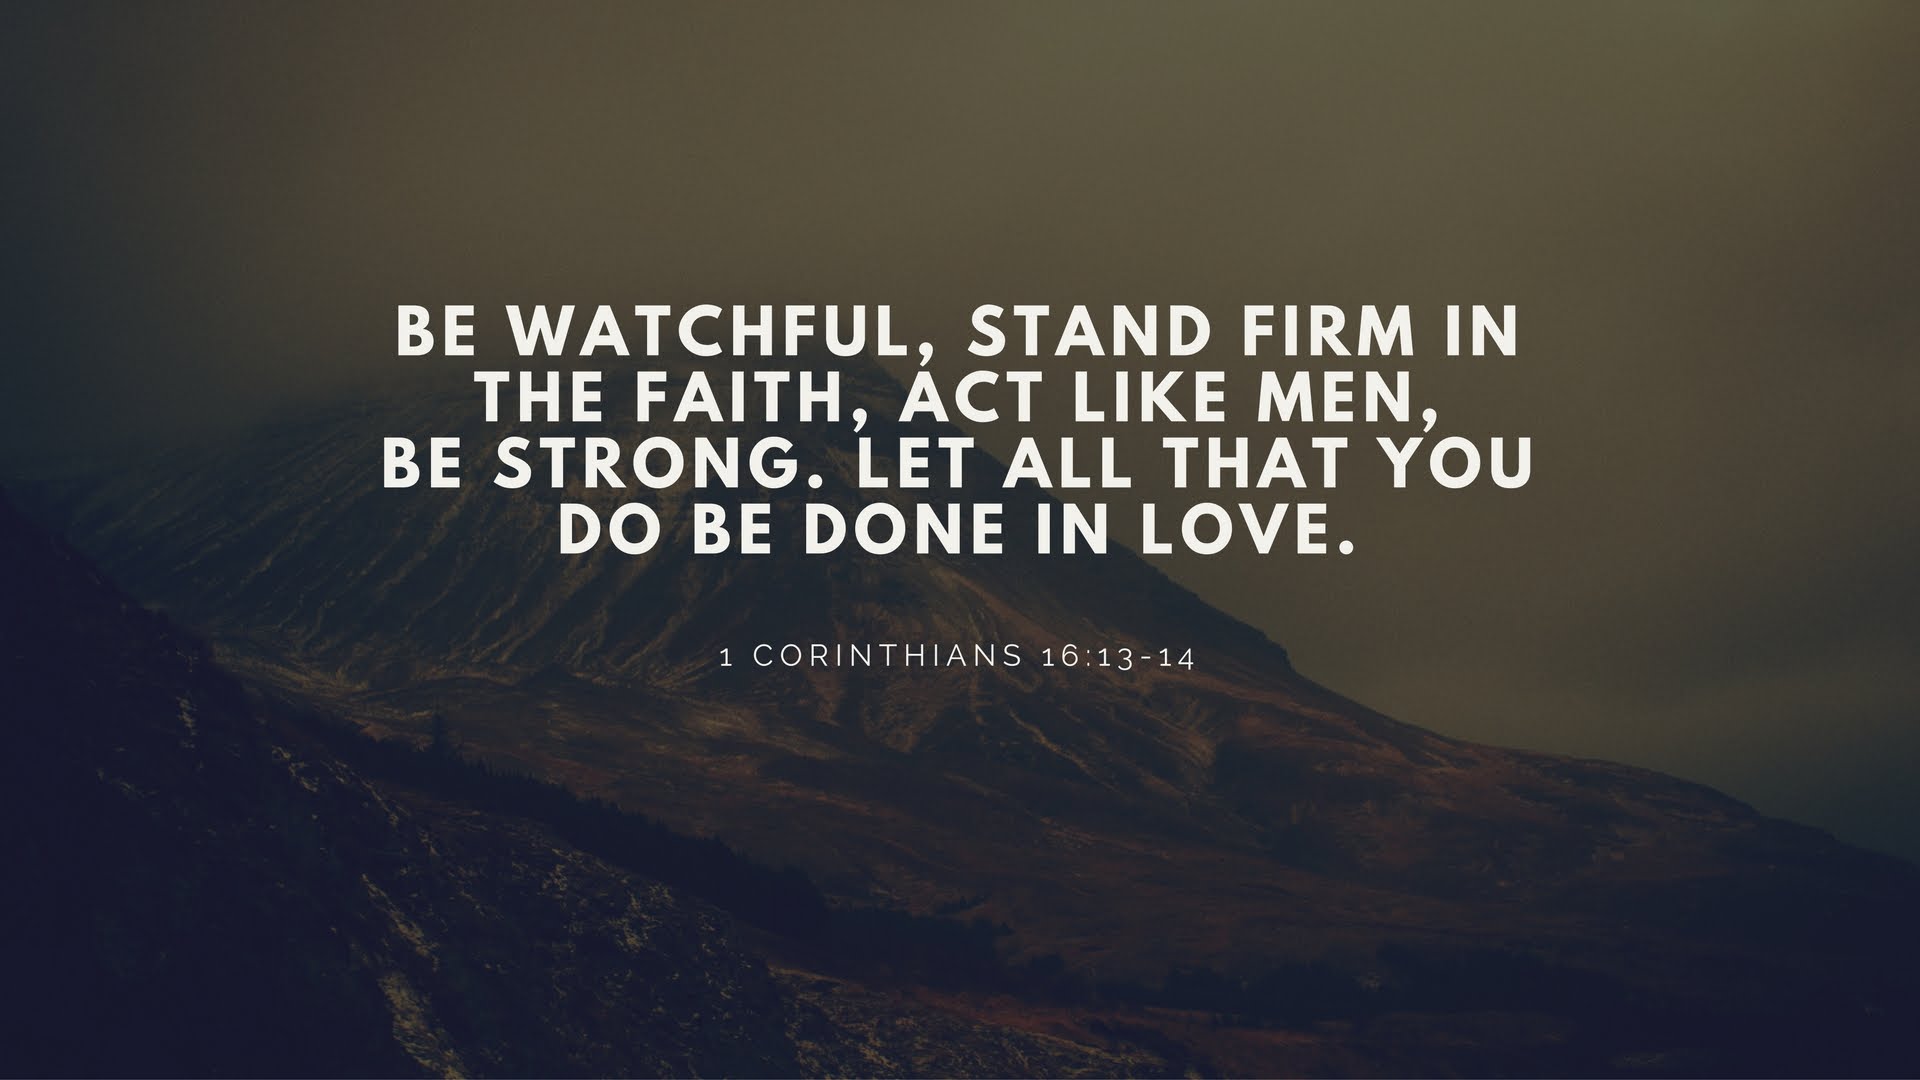 BE WATCHFUL, STAND FIRM IN
THE FAITH, ACT LIKE MEN,
BE STRONG. LET ALL THAT YOU
DO BE DONE IN LOVE.
1 CORINTHIANS 16:13-14